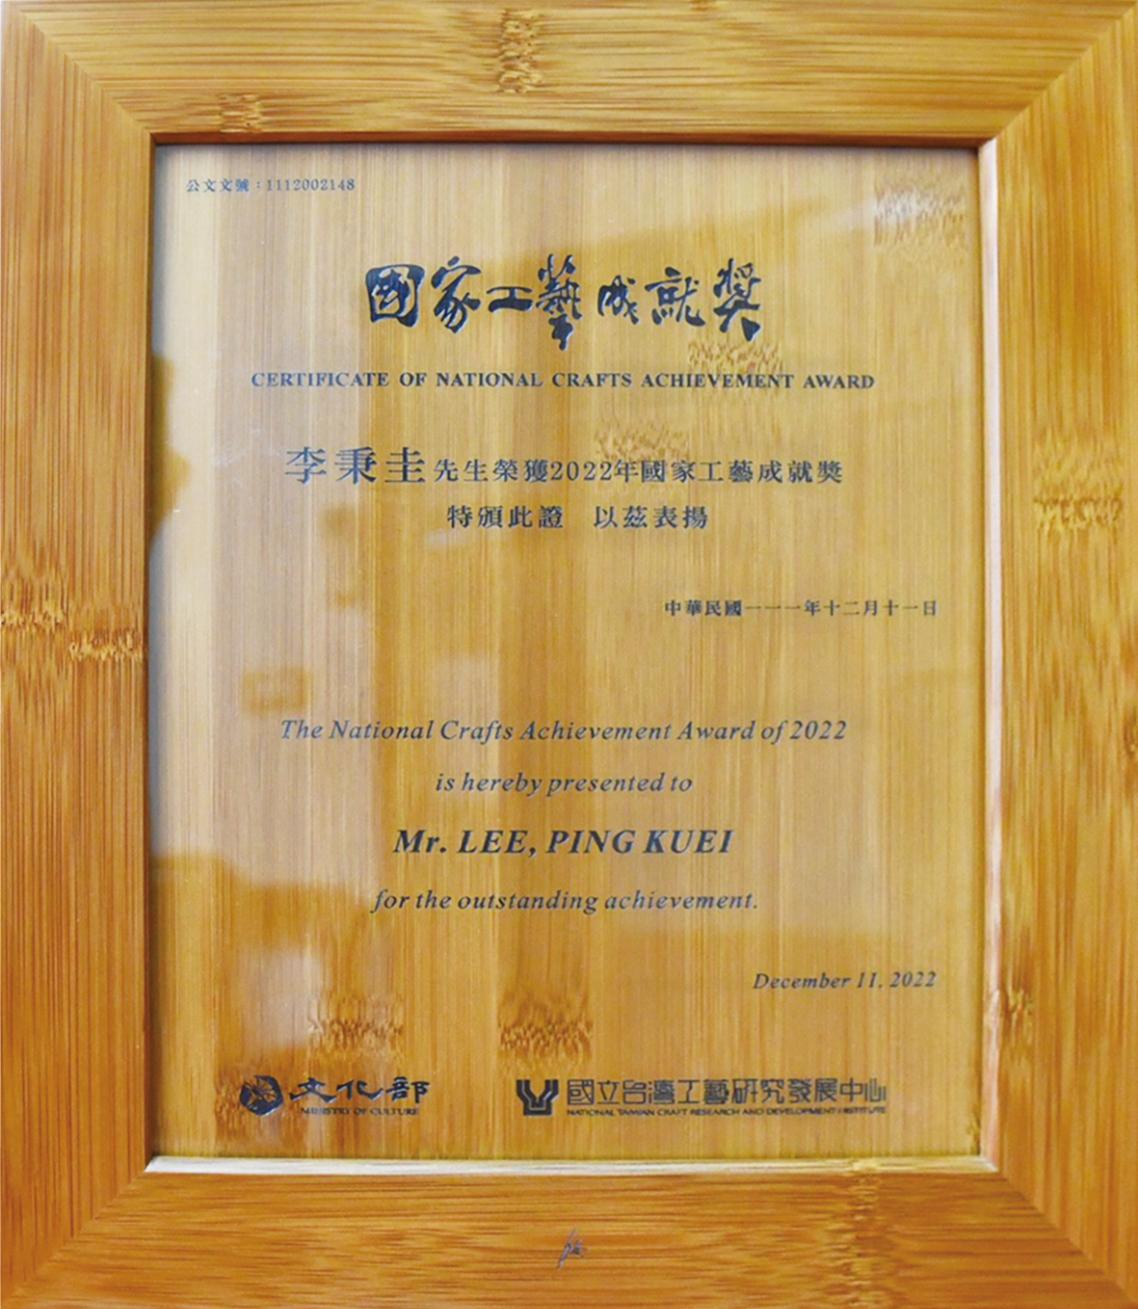 公文文號：1112002148
國家工藝成就獎
CERTIFICATE OF NATIONAL CRAFTS ACHIEVEMENT AWARD
李秉圭先生榮獲2022年國家工藝成就獎
特頒此證 以茲表揚
中華民國一一一年十二月十一日
The National Crafts Achievement Award of 2022
is hereby presented to
Mr. LEE, PING KUEI
for the outstanding achievement.
December 11, 2022
文化部
MINISTRY OF CULTURE
國立台灣工藝研究發展中心
NATIONAL TAIWAN CRAFT RESEARCH AND DEVELOPMENT INSTITUTE